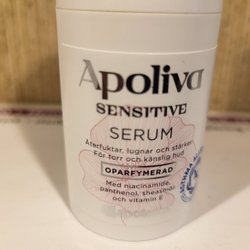 Apoliva
SENSITIVE
SERUM
Återfuktar, lugnar och stärker
För torr och känslig hud
OPARFYMERAD
Med niacinamide,
panthenol, sheasmör
och vitamin E